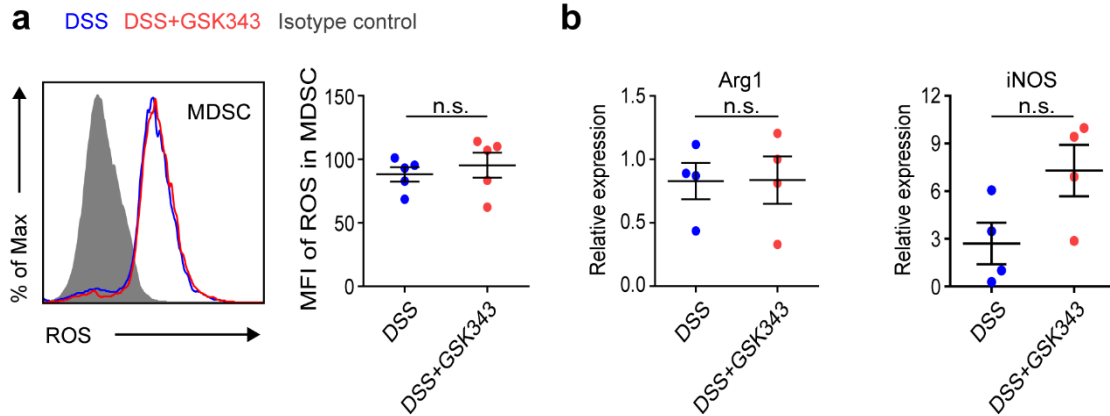 a DSS DSS+GSK343 Isotype control
% of Max
MDSC
ROS
MFI of ROS in MDSC
150
100
50
0
n.s.
DSS
DSS+GSK343
b
Arg1
Relative expression
1.5
1.0
0.5
0.0
n.s.
DSS
DSS+GSK343
iNOS
Relative expression
12
9
6
3
0
n.s.
DSS
DSS+GSK343